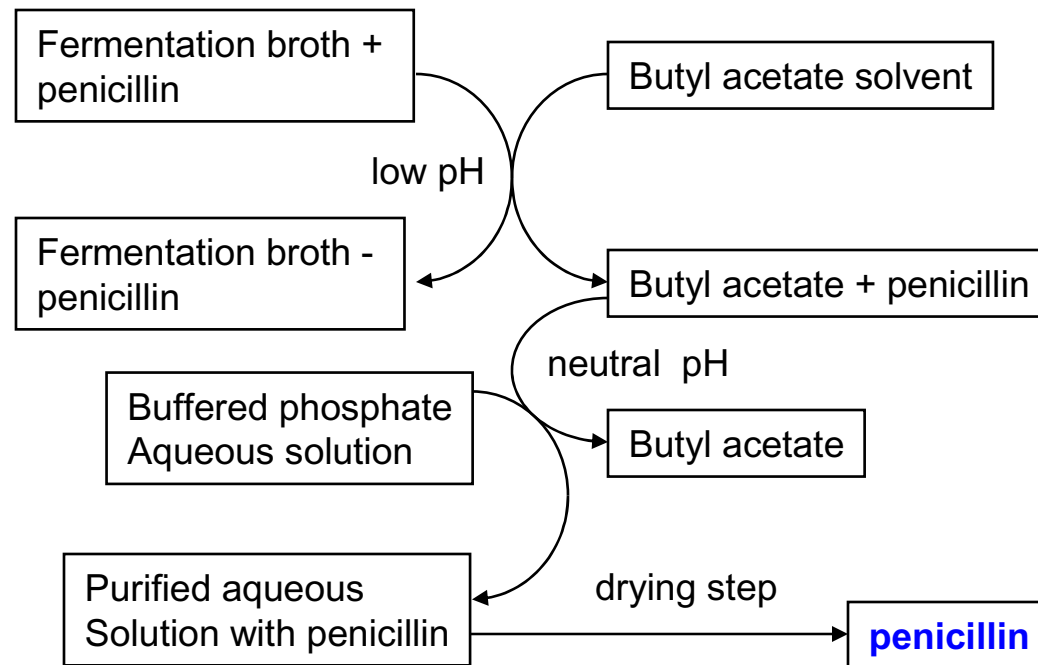 Fermentation broth +
penicillin
Butyl acetate solvent
low pH
Fermentation broth -
penicillin
Butyl acetate + penicillin
neutral pH
Buffered phosphate
Aqueous solution
Butyl acetate
Purified aqueous
Solution with penicillin
drying step
penicillin